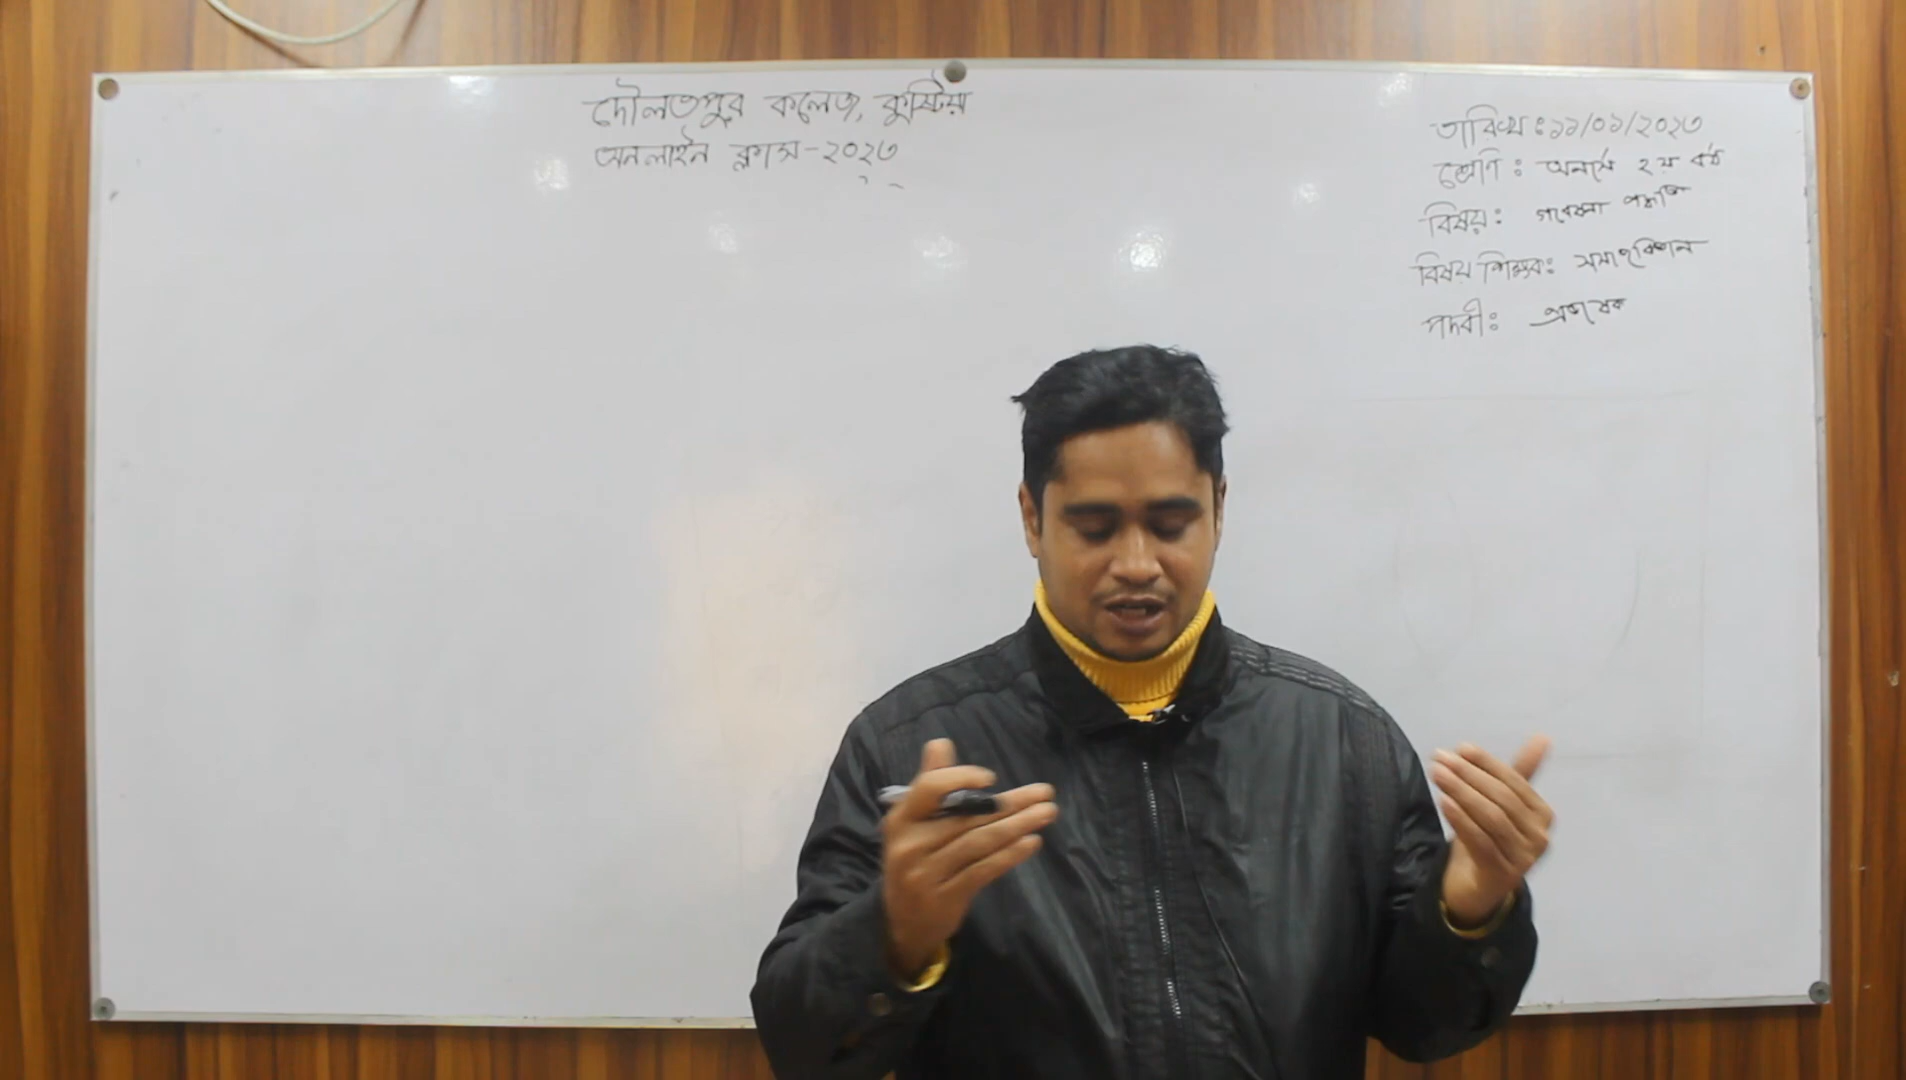 দৌলতপুর কলেজ, কুষ্টিয়া
অনলাইন ক্লাস-২০২৩
তারিখ ঃ ১১/০১/২০২৩
শ্রেণি ঃ অনার্স ২য় বর্ষ
বিষয়ঃ গবেষণা পদ্ধতি
বিষয় শিক্ষকঃ সমাজবিজ্ঞান
পদবীঃ প্রভাষক